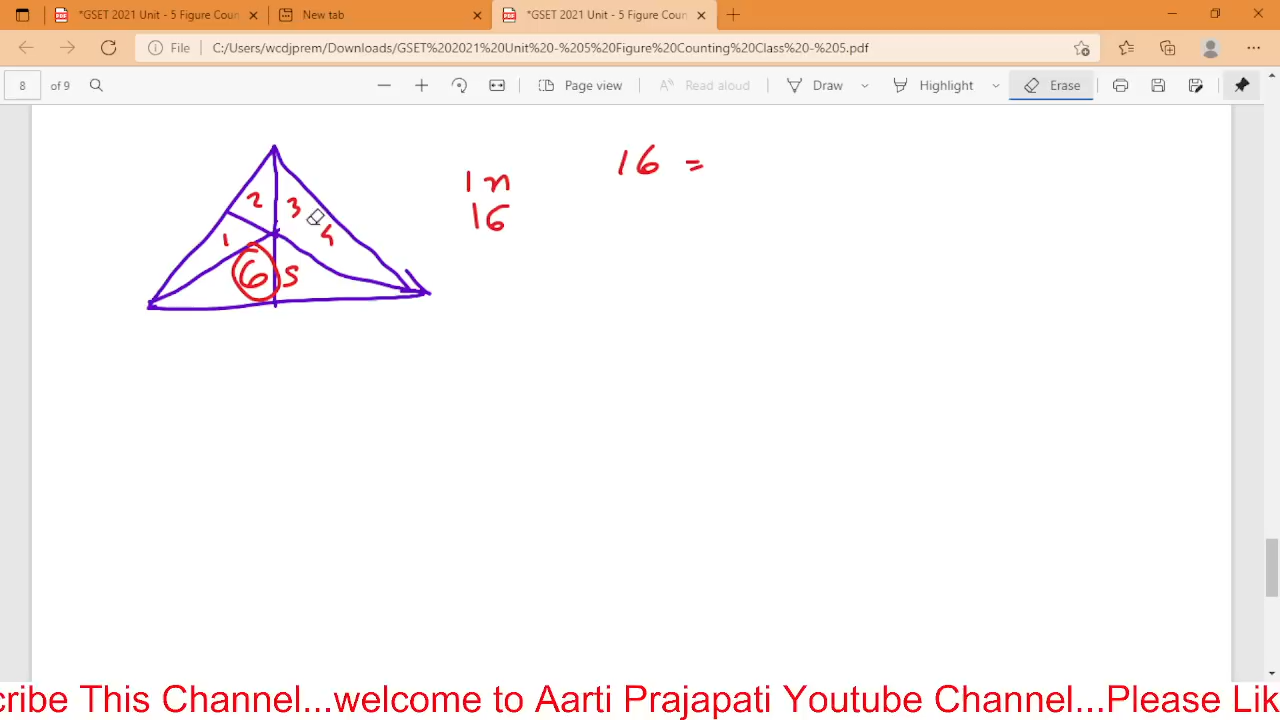 *GSET 2021 Unit - 5 Figure Coun
New tab
*GSET 2021 Unit - 5 Figure Coun
File
C:/Users/wcdjprem/Downloads/GSET%202021%20Unit%20-%205%20Figure%20Counting%20Class%20-%205.pdf
8 of 9
Page view
Read aloud
Draw
Highlight
Erase
16 =
1 n
16
2 3
1 4
6 5
cribe This Channel...welcome to Aarti Prajapati Youtube Channel...Please Lik